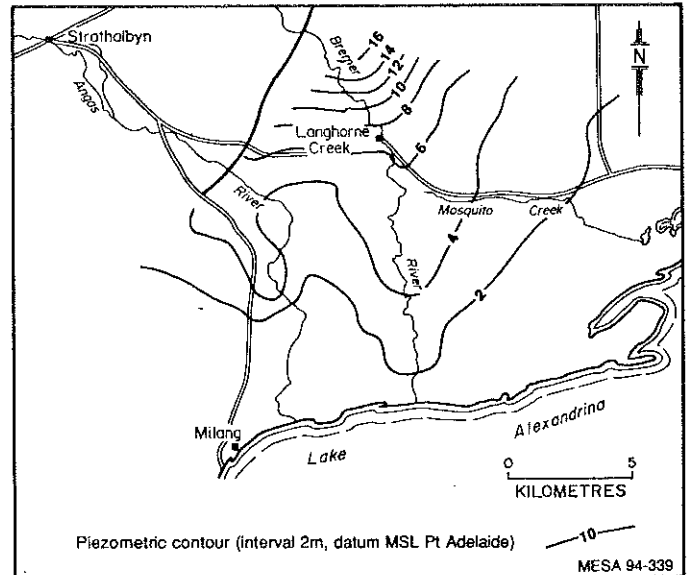 Strathalbyn
Bremer
16
14
12
10
8
N
Angas
Langhorne
Creek
6
River
Mosquito Creek
4
River
2
Milang
Lake Alexandrina
0 5
KILOMETRES
Piezometric contour (interval 2m, datum MSL Pt Adelaide)
10
MESA 94-339